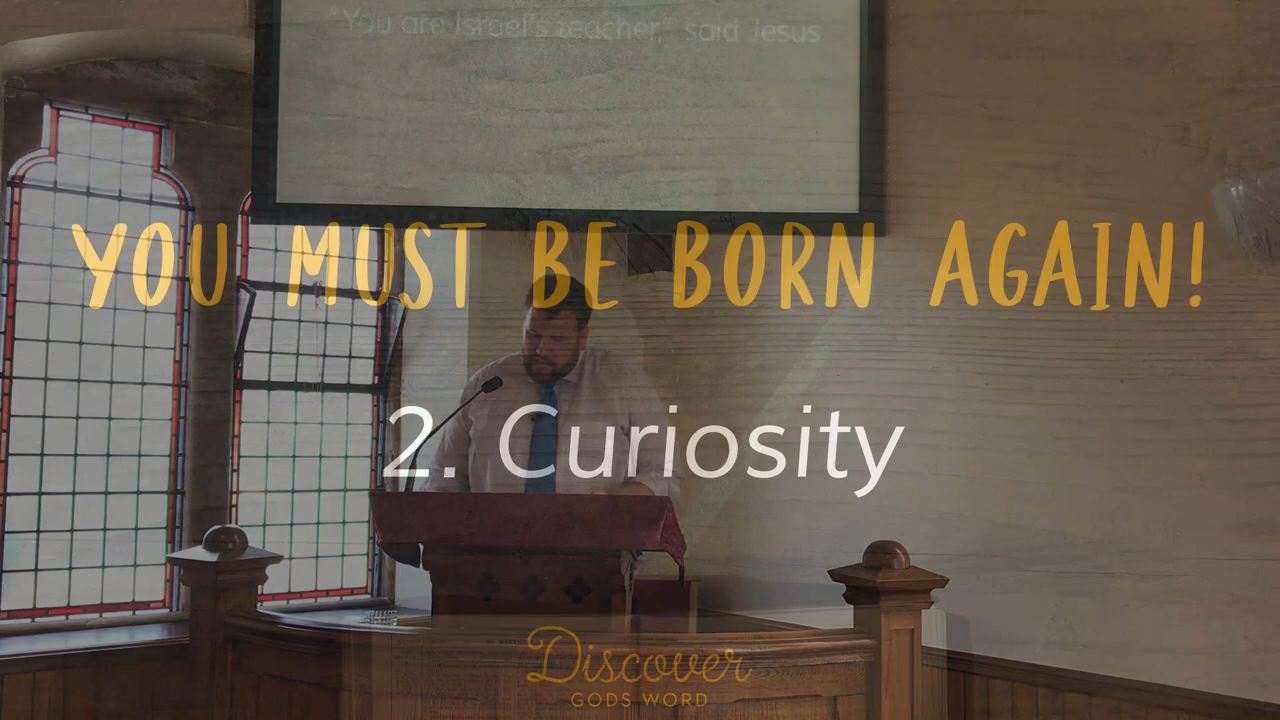 "You are Israel's teacher," said Jesus
YOU MUST BE BORN AGAIN!
2. Curiosity
Discover
GODS WORD